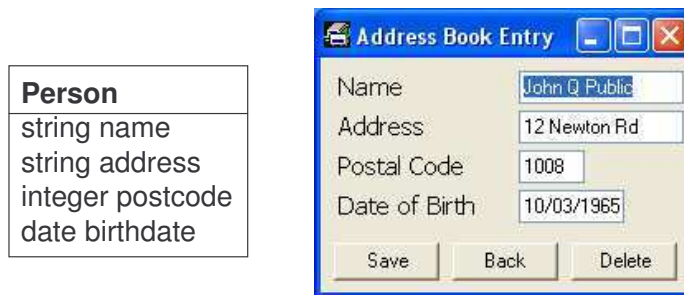 Person
string name
string address
integer postcode
date birthdate
Address Book Entry
Name John Q Public
Address 12 Newton Rd
Postal Code 1008
Date of Birth 10/03/1965
Save Back Delete